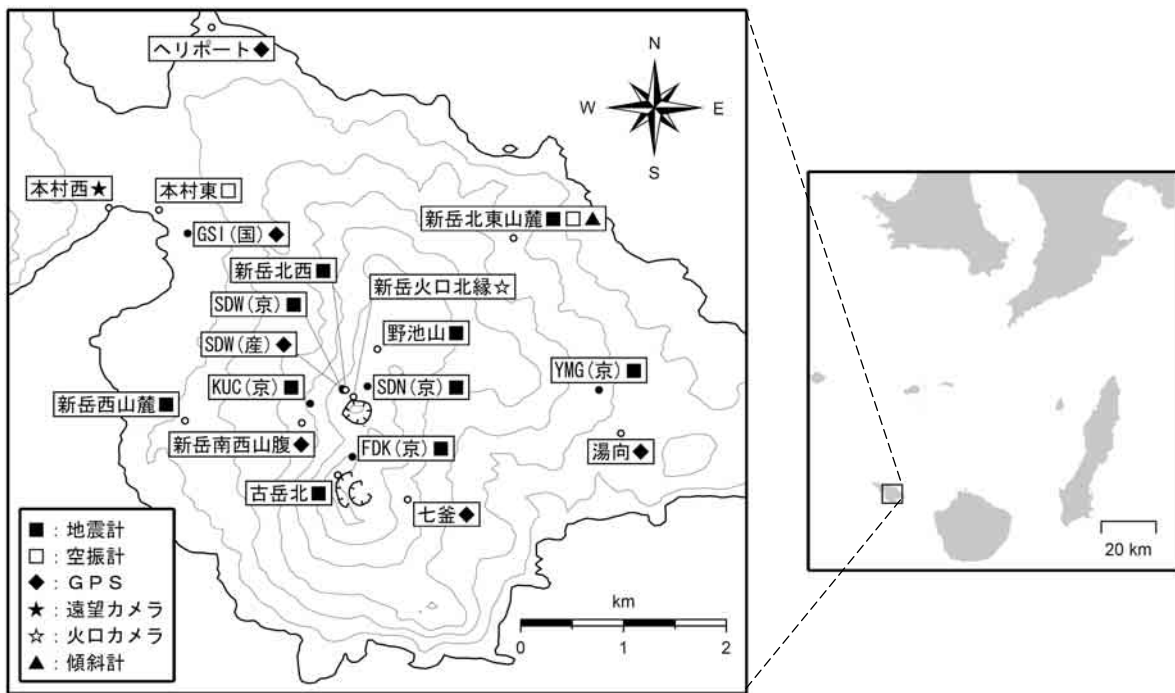 ヘリポート◆
N
W E
S
本村西★
本村東□
GSI(国)◆
新岳北東山麓■□▲
新岳北西■
新岳火口北縁☆
SDW(京)■
野池山■
SDW(産)◆
YMG(京)■
KUC(京)■
SDN(京)■
新岳西山麓■
新岳南西山腹◆
FDK(京)■
湯向◆
古岳北■
七釜◆
■：地震計
□：空振計
◆：ＧＰＳ
★：遠望カメラ
☆：火口カメラ
▲：傾斜計
km
0 1 2
20 km